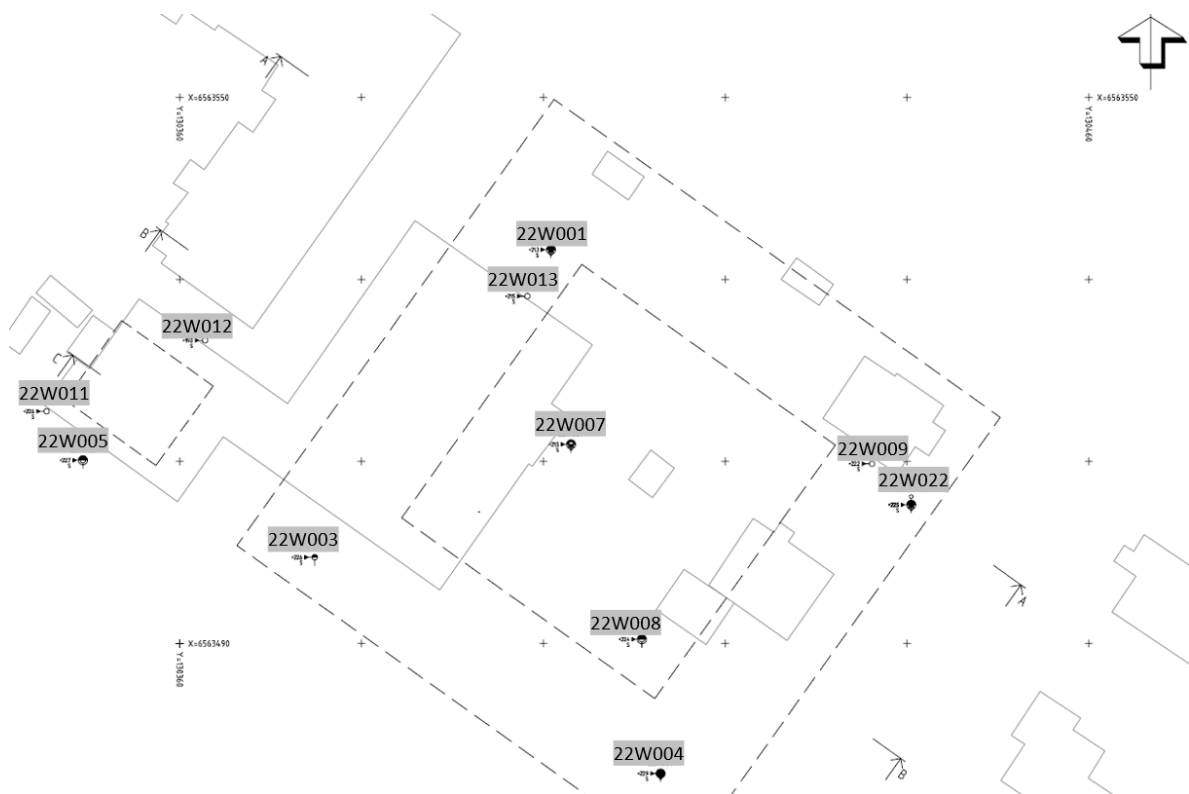 A
X=6563550
Y=130360
X=6563550
Y=130460
B
22W001
S
22W013
S
22W012
S
C
22W011
S
22W007
S
22W005
S
22W009
S
22W022
S
22W003
S
A
22W008
S
X=6563490
Y=130360
22W004
S
B